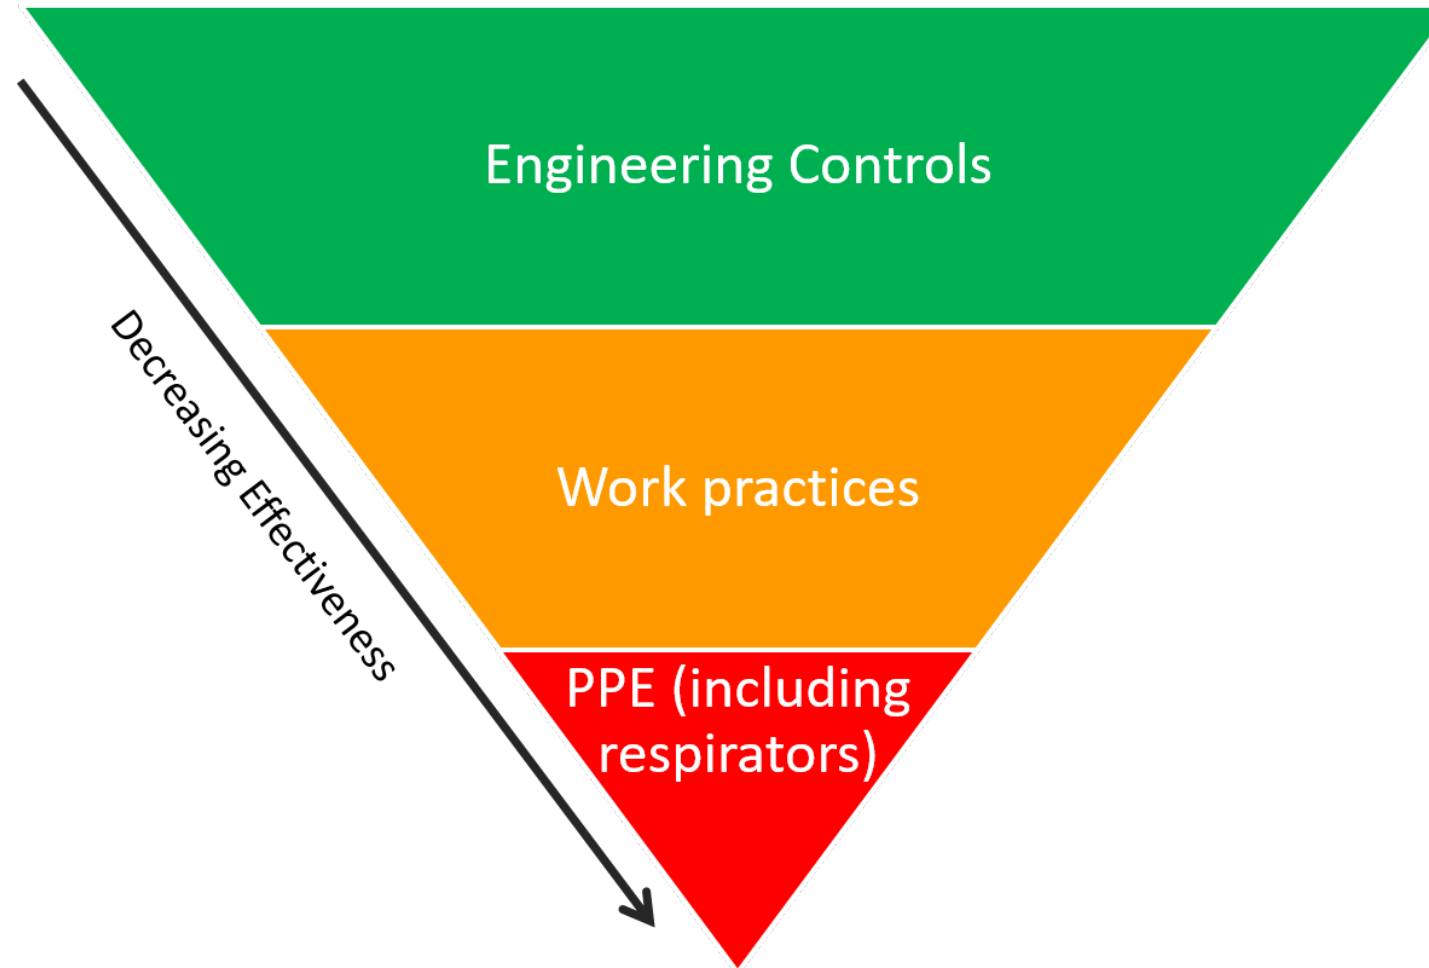 Engineering Controls
Decreasing Effectiveness
Work practices
PPE (including
respirators)